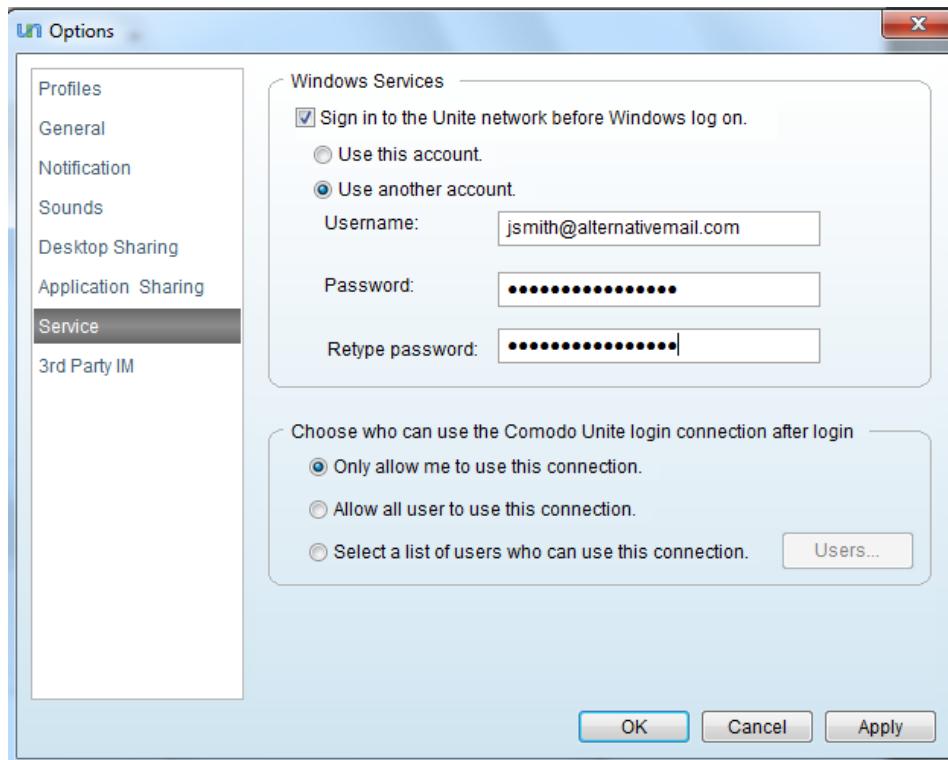 un Options
Profiles
General
Notification
Sounds
Desktop Sharing
Application Sharing
Service
3rd Party IM
Windows Services
Sign in to the Unite network before Windows log on.
Use this account.
Use another account.
Username: jsmith@alternativemail.com
Password: ••••••••••••••••
Retype password: ••••••••••••••••
Choose who can use the Comodo Unite login connection after login
Only allow me to use this connection.
Allow all user to use this connection.
Select a list of users who can use this connection. Users...
OK Cancel Apply